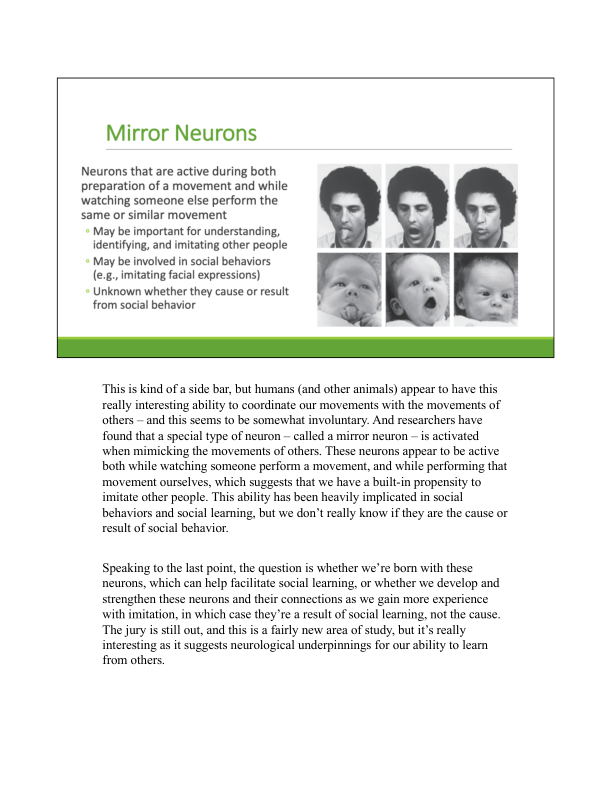 Mirror Neurons
Neurons that are active during both
preparation of a movement and while
watching someone else perform the
same or similar movement
▪ May be important for understanding,
identifying, and imitating other people
▪ May be involved in social behaviors
(e.g., imitating facial expressions)
▪ Unknown whether they cause or result
from social behavior
This is kind of a side bar, but humans (and other animals) appear to have this
really interesting ability to coordinate our movements with the movements of
others – and this seems to be somewhat involuntary. And researchers have
found that a special type of neuron – called a mirror neuron – is activated
when mimicking the movements of others. These neurons appear to be active
both while watching someone perform a movement, and while performing that
movement ourselves, which suggests that we have a built-in propensity to
imitate other people. This ability has been heavily implicated in social
behaviors and social learning, but we don’t really know if they are the cause or
result of social behavior.
Speaking to the last point, the question is whether we’re born with these
neurons, which can help facilitate social learning, or whether we develop and
strengthen these neurons and their connections as we gain more experience
with imitation, in which case they’re a result of social learning, not the cause.
The jury is still out, and this is a fairly new area of study, but it’s really
interesting as it suggests neurological underpinnings for our ability to learn
from others.